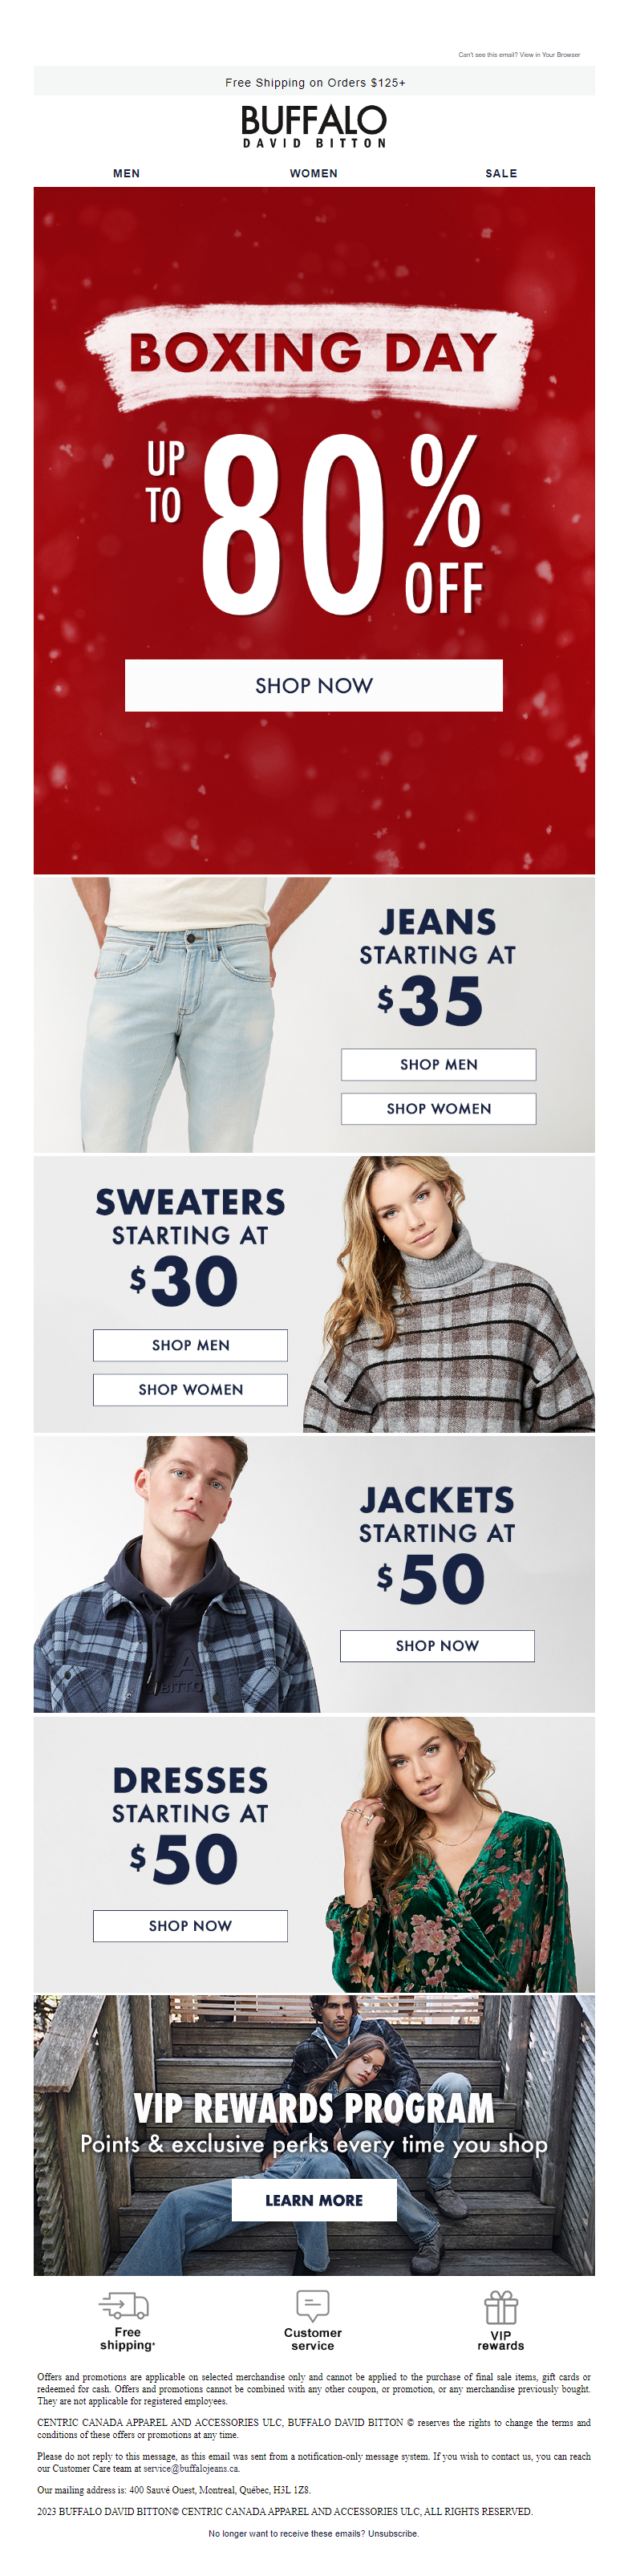 Can't see this email? View in Your Browser
Free Shipping on Orders $125+
BUFFALO
DAVID BITTON
MEN WOMEN SALE
BOXING DAY
UP
TO
80%
OFF
SHOP NOW
JEANS
STARTING AT
$35
SHOP MEN
SHOP WOMEN
SWEATERS
STARTING AT
$30
SHOP MEN
SHOP WOMEN
JACKETS
STARTING AT
$50
SHOP NOW
BITTO
DRESSES
STARTING AT
$50
SHOP NOW
VIP REWARDS PROGRAM
Points & exclusive perks every time you shop
LEARN MORE
Free
shipping*
Customer
service
VIP
rewards
Offers and promotions are applicable on selected merchandise only and cannot be applied to the purchase of final sale items, gift cards or
redeemed for cash. Offers and promotions cannot be combined with any other coupon, or promotion, or any merchandise previously bought.
They are not applicable for registered employees.
CENTRIC CANADA APPAREL AND ACCESSORIES ULC, BUFFALO DAVID BITTON © reserves the rights to change the terms and
conditions of these offers or promotions at any time.
Please do not reply to this message, as this email was sent from a notification-only message system. If you wish to contact us, you can reach
our Customer Care team at service@buffalojeans.ca.
Our mailing address is: 400 Sauvé Ouest, Montreal, Québec, H3L 1Z8.
2023 BUFFALO DAVID BITTON© CENTRIC CANADA APPAREL AND ACCESSORIES ULC, ALL RIGHTS RESERVED.
No longer want to receive these emails? Unsubscribe.